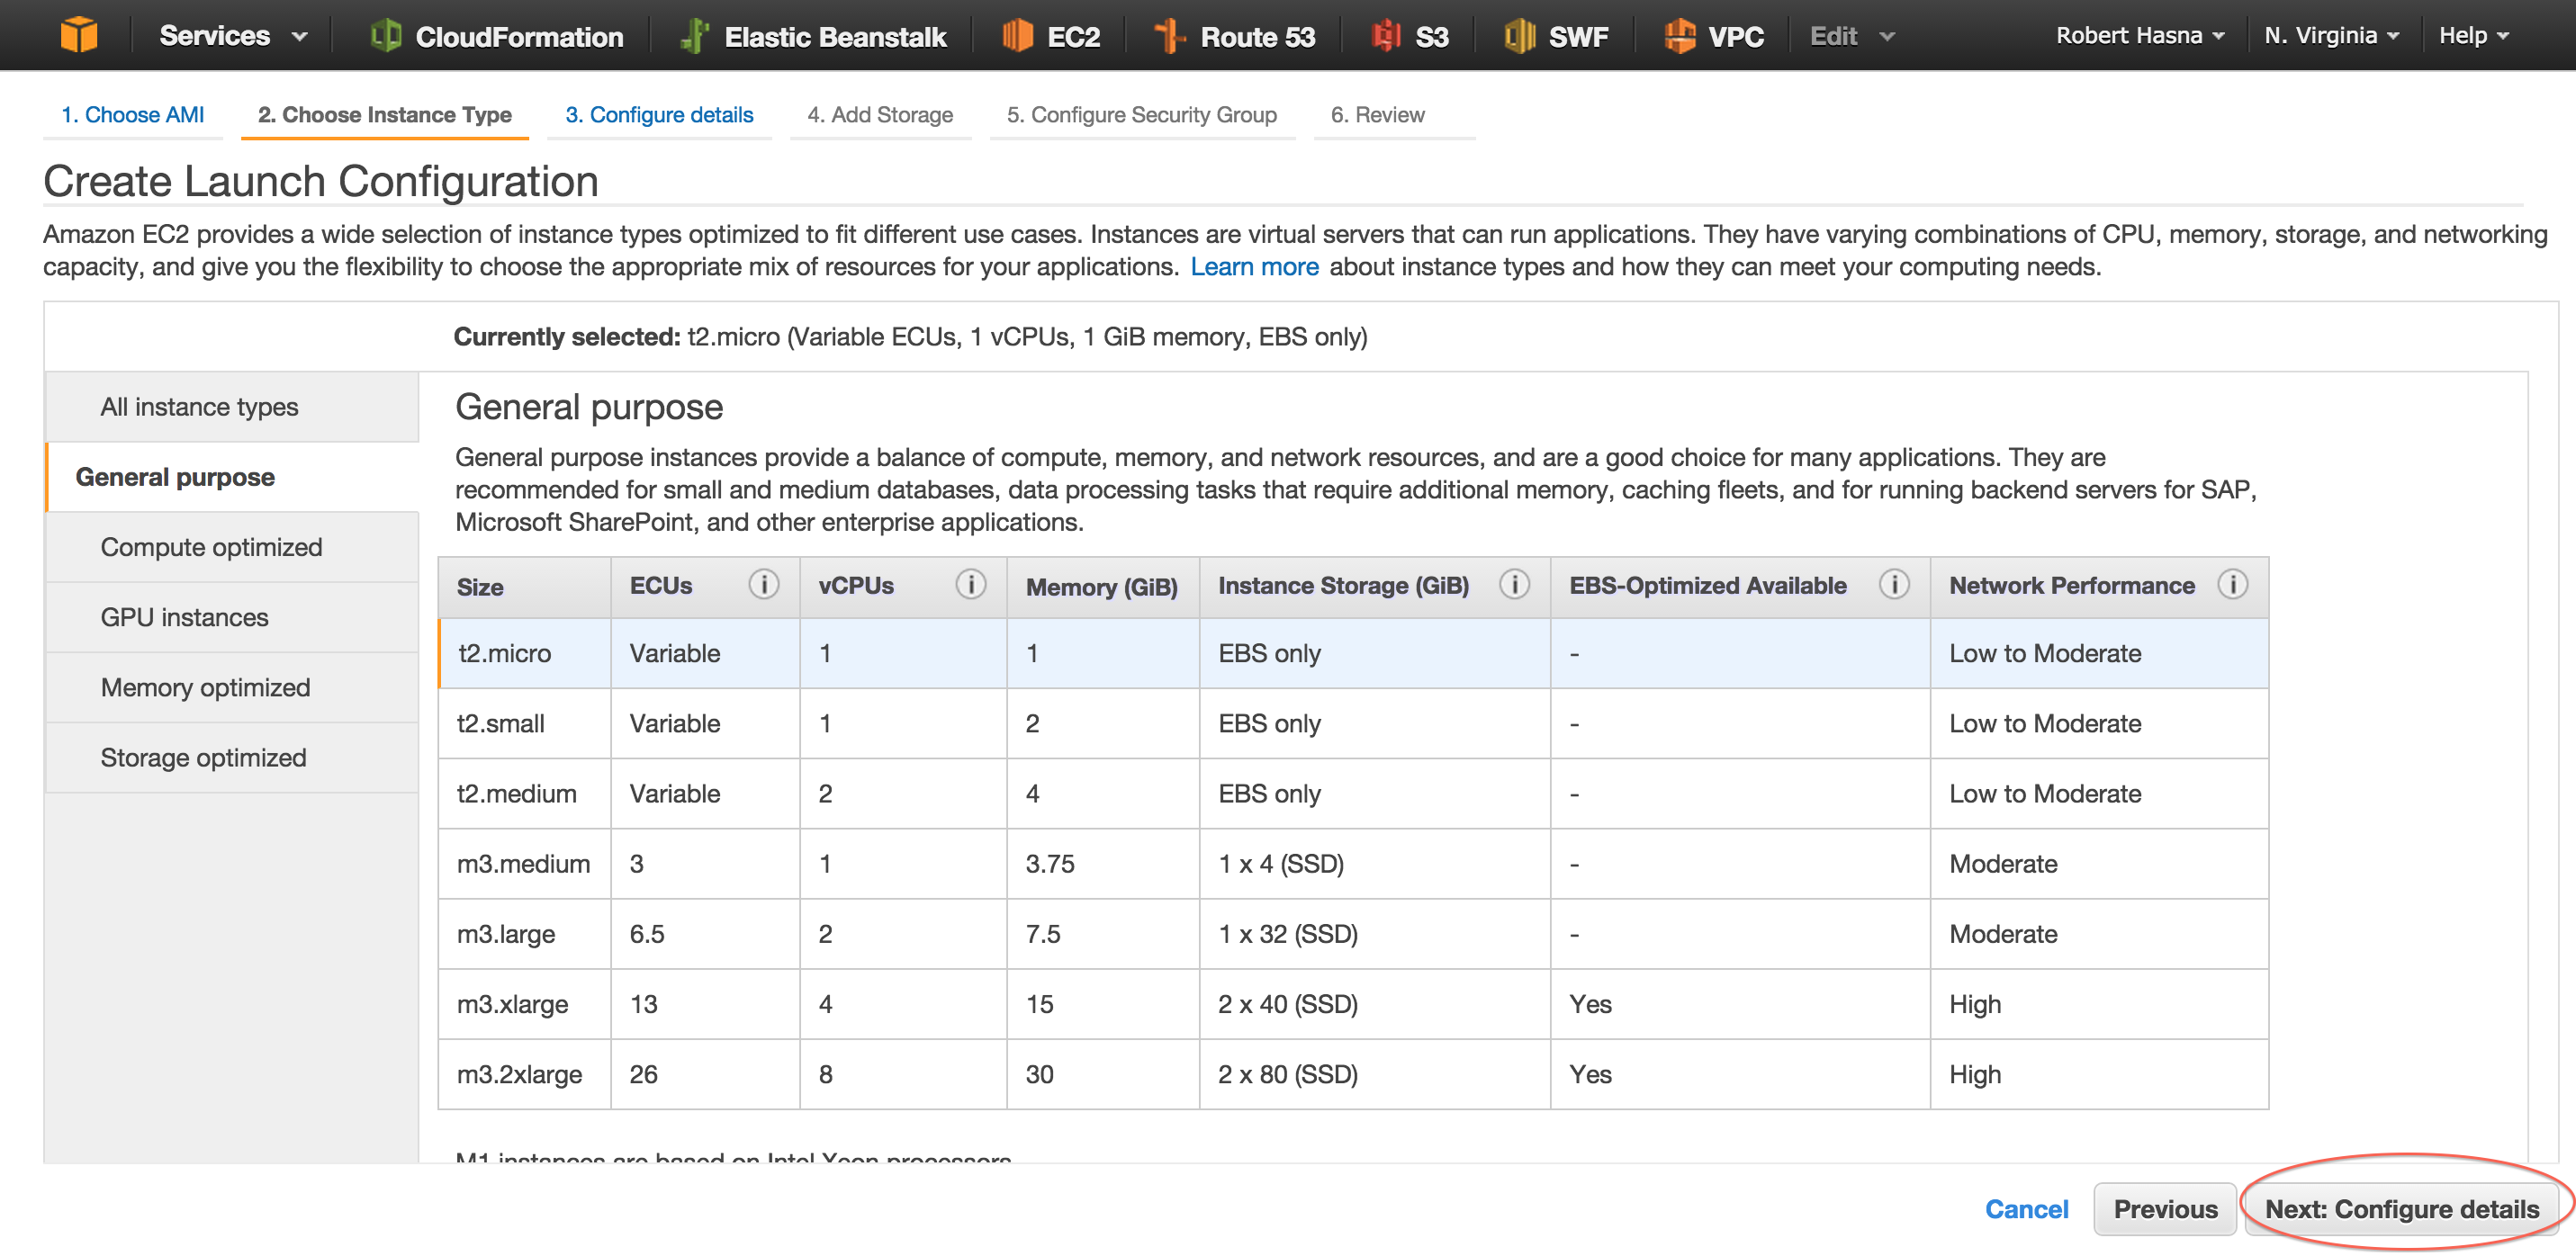 Services CloudFormation Elastic Beanstalk EC2 Route 53 S3 SWF VPC Edit Robert Hasna N. Virginia Help
1. Choose AMI 2. Choose Instance Type 3. Configure details 4. Add Storage 5. Configure Security Group 6. Review
Create Launch Configuration
Amazon EC2 provides a wide selection of instance types optimized to fit different use cases. Instances are virtual servers that can run applications. They have varying combinations of CPU, memory, storage, and networking
capacity, and give you the flexibility to choose the appropriate mix of resources for your applications. Learn more about instance types and how they can meet your computing needs.
Currently selected: t2.micro (Variable ECUs, 1 vCPUs, 1 GiB memory, EBS only)
All instance types
General purpose
Compute optimized
GPU instances
Memory optimized
Storage optimized
General purpose
General purpose instances provide a balance of compute, memory, and network resources, and are a good choice for many applications. They are
recommended for small and medium databases, data processing tasks that require additional memory, caching fleets, and for running backend servers for SAP,
Microsoft SharePoint, and other enterprise applications.
Size ECUs i vCPUs i Memory (GiB) Instance Storage (GiB) i EBS-Optimized Available i Network Performance i
t2.micro Variable 1 1 EBS only - Low to Moderate
t2.small Variable 1 2 EBS only - Low to Moderate
t2.medium Variable 2 4 EBS only - Low to Moderate
m3.medium 3 1 3.75 1 x 4 (SSD) - Moderate
m3.large 6.5 2 7.5 1 x 32 (SSD) - Moderate
m3.xlarge 13 4 15 2 x 40 (SSD) Yes High
m3.2xlarge 26 8 30 2 x 80 (SSD) Yes High
M1 instances are based on Intel Xeon processors
Cancel Previous Next: Configure details